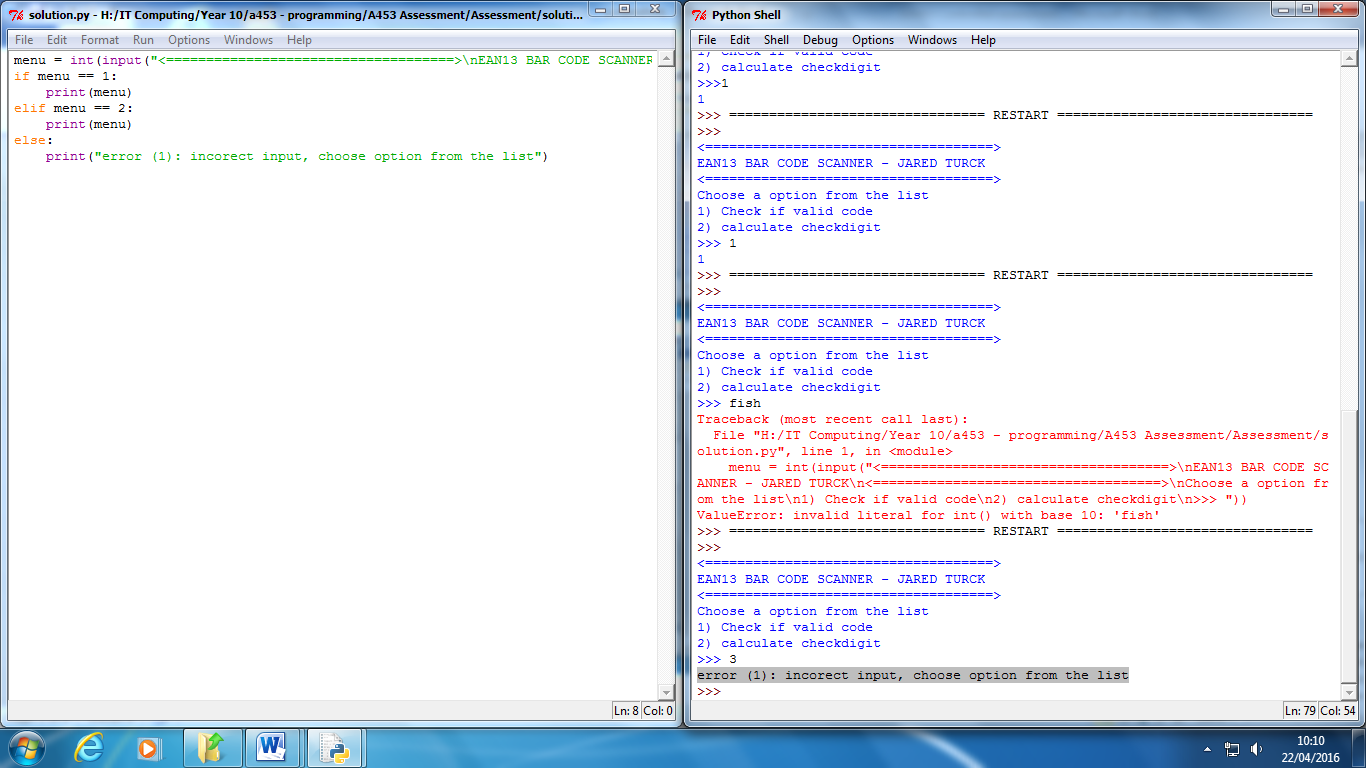 solution.py - H:/IT Computing/Year 10/a453 - programming/A453 Assessment/Assessment/soluti...
File Edit Format Run Options Windows Help
menu = int(input("<====================================>\nEAN13 BAR CODE SCANNER
if menu == 1:
    print(menu)
elif menu == 2:
    print(menu)
else:
    print("error (1): incorect input, choose option from the list")
Ln: 8 Col: 0
Python Shell
File Edit Shell Debug Options Windows Help
1) Check if valid code
2) calculate checkdigit
>>>1
1
>>> ================================ RESTART ================================
>>>
<====================================>
EAN13 BAR CODE SCANNER - JARED TURCK
<====================================>
Choose a option from the list
1) Check if valid code
2) calculate checkdigit
>>> 1
1
>>> ================================ RESTART ================================
>>>
<====================================>
EAN13 BAR CODE SCANNER - JARED TURCK
<====================================>
Choose a option from the list
1) Check if valid code
2) calculate checkdigit
>>> fish
Traceback (most recent call last):
  File "H:/IT Computing/Year 10/a453 - programming/A453 Assessment/Assessment/s
olution.py", line 1, in <module>
    menu = int(input("<====================================>\nEAN13 BAR CODE SC
ANNER - JARED TURCK\n<====================================>\nChoose a option fr
om the list\n1) Check if valid code\n2) calculate checkdigit\n>>> "))
ValueError: invalid literal for int() with base 10: 'fish'
>>> ================================ RESTART ================================
>>>
<====================================>
EAN13 BAR CODE SCANNER - JARED TURCK
<====================================>
Choose a option from the list
1) Check if valid code
2) calculate checkdigit
>>> 3
error (1): incorect input, choose option from the list
>>>
Ln: 79 Col: 54
10:10
22/04/2016